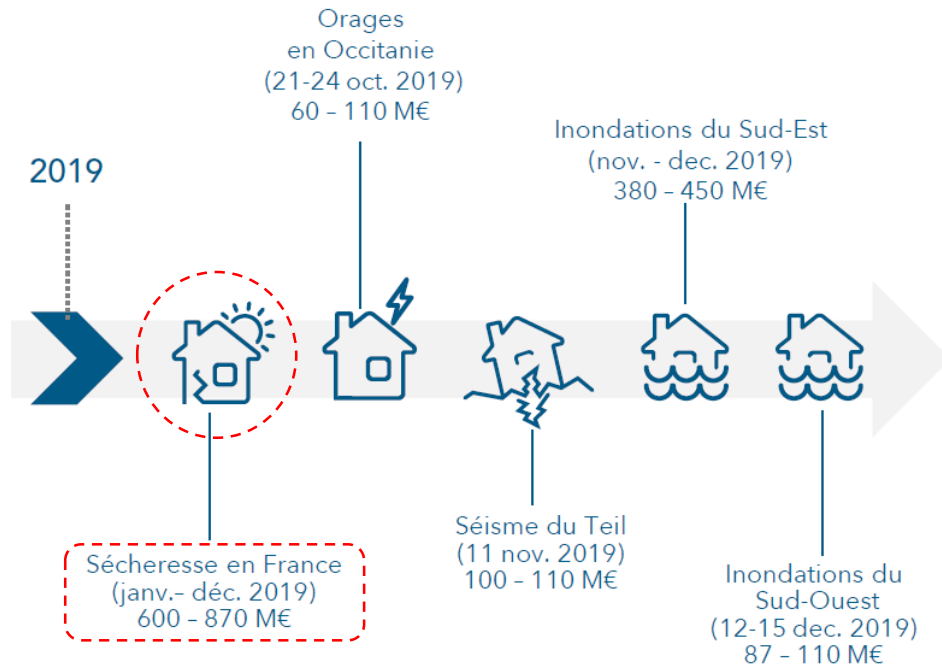 Orages
en Occitanie
(21-24 oct. 2019)
60 – 110 M€
Inondations du Sud-Est
(nov. - dec. 2019)
380 – 450 M€
2019
Sécheresse en France
(janv.– déc. 2019)
600 – 870 M€
Séisme du Teil
(11 nov. 2019)
100 – 110 M€
Inondations du
Sud-Ouest
(12-15 dec. 2019)
87 – 110 M€